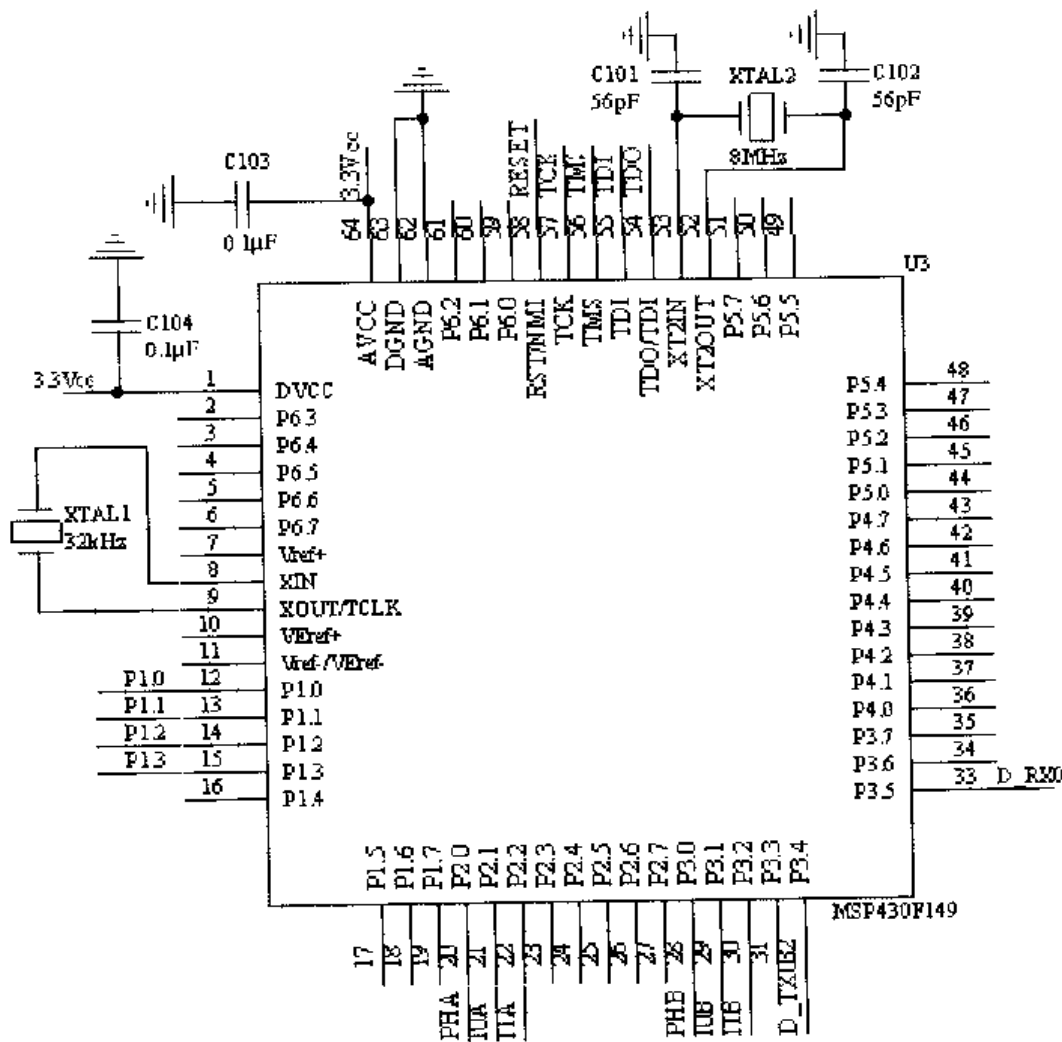 C101
56pF
XTAL2
8MHz
C102
56pF
C103
0.1μF
3.3Vcc
RESET
TCK
TMS
TDI
TDO
64
63
62
61
60
59
58
57
56
55
54
53
52
51
50
49
U3
C104
0.1μF
3.3Vcc
AVCC
DGND
AGND
P6.2
P6.1
P6.0
RST/NMI
TCK
TMS
TDI
TDO/TDI
XT2IN
XT2OUT
P5.7
P5.6
P5.5
1 DVCC
2 P6.3
3 P6.4
4 P6.5
5 P6.6
6 P6.7
7 Vref+
8 XIN
9 XOUT/TCLK
10 VEref+
11 Vref-/VEref-
P1.0 12 P1.0
P1.1 13 P1.1
P1.2 14 P1.2
P1.3 15 P1.3
16 P1.4
XTAL1
32kHz
P5.4 48
P5.3 47
P5.2 46
P5.1 45
P5.0 44
P4.7 43
P4.6 42
P4.5 41
P4.4 40
P4.3 39
P4.2 38
P4.1 37
P4.0 36
P3.7 35
P3.6 34
P3.5 33 D_RX0
P1.5
P1.6
P1.7
P2.0
P2.1
P2.2
P2.3
P2.4
P2.5
P2.6
P2.7
P3.0
P3.1
P3.2
P3.3
P3.4
MSP430F149
17
18
19
20
21
22
23
24
25
26
27
28
29
30
31
PHA
I0A
I1A
PHB
I0B
I1B